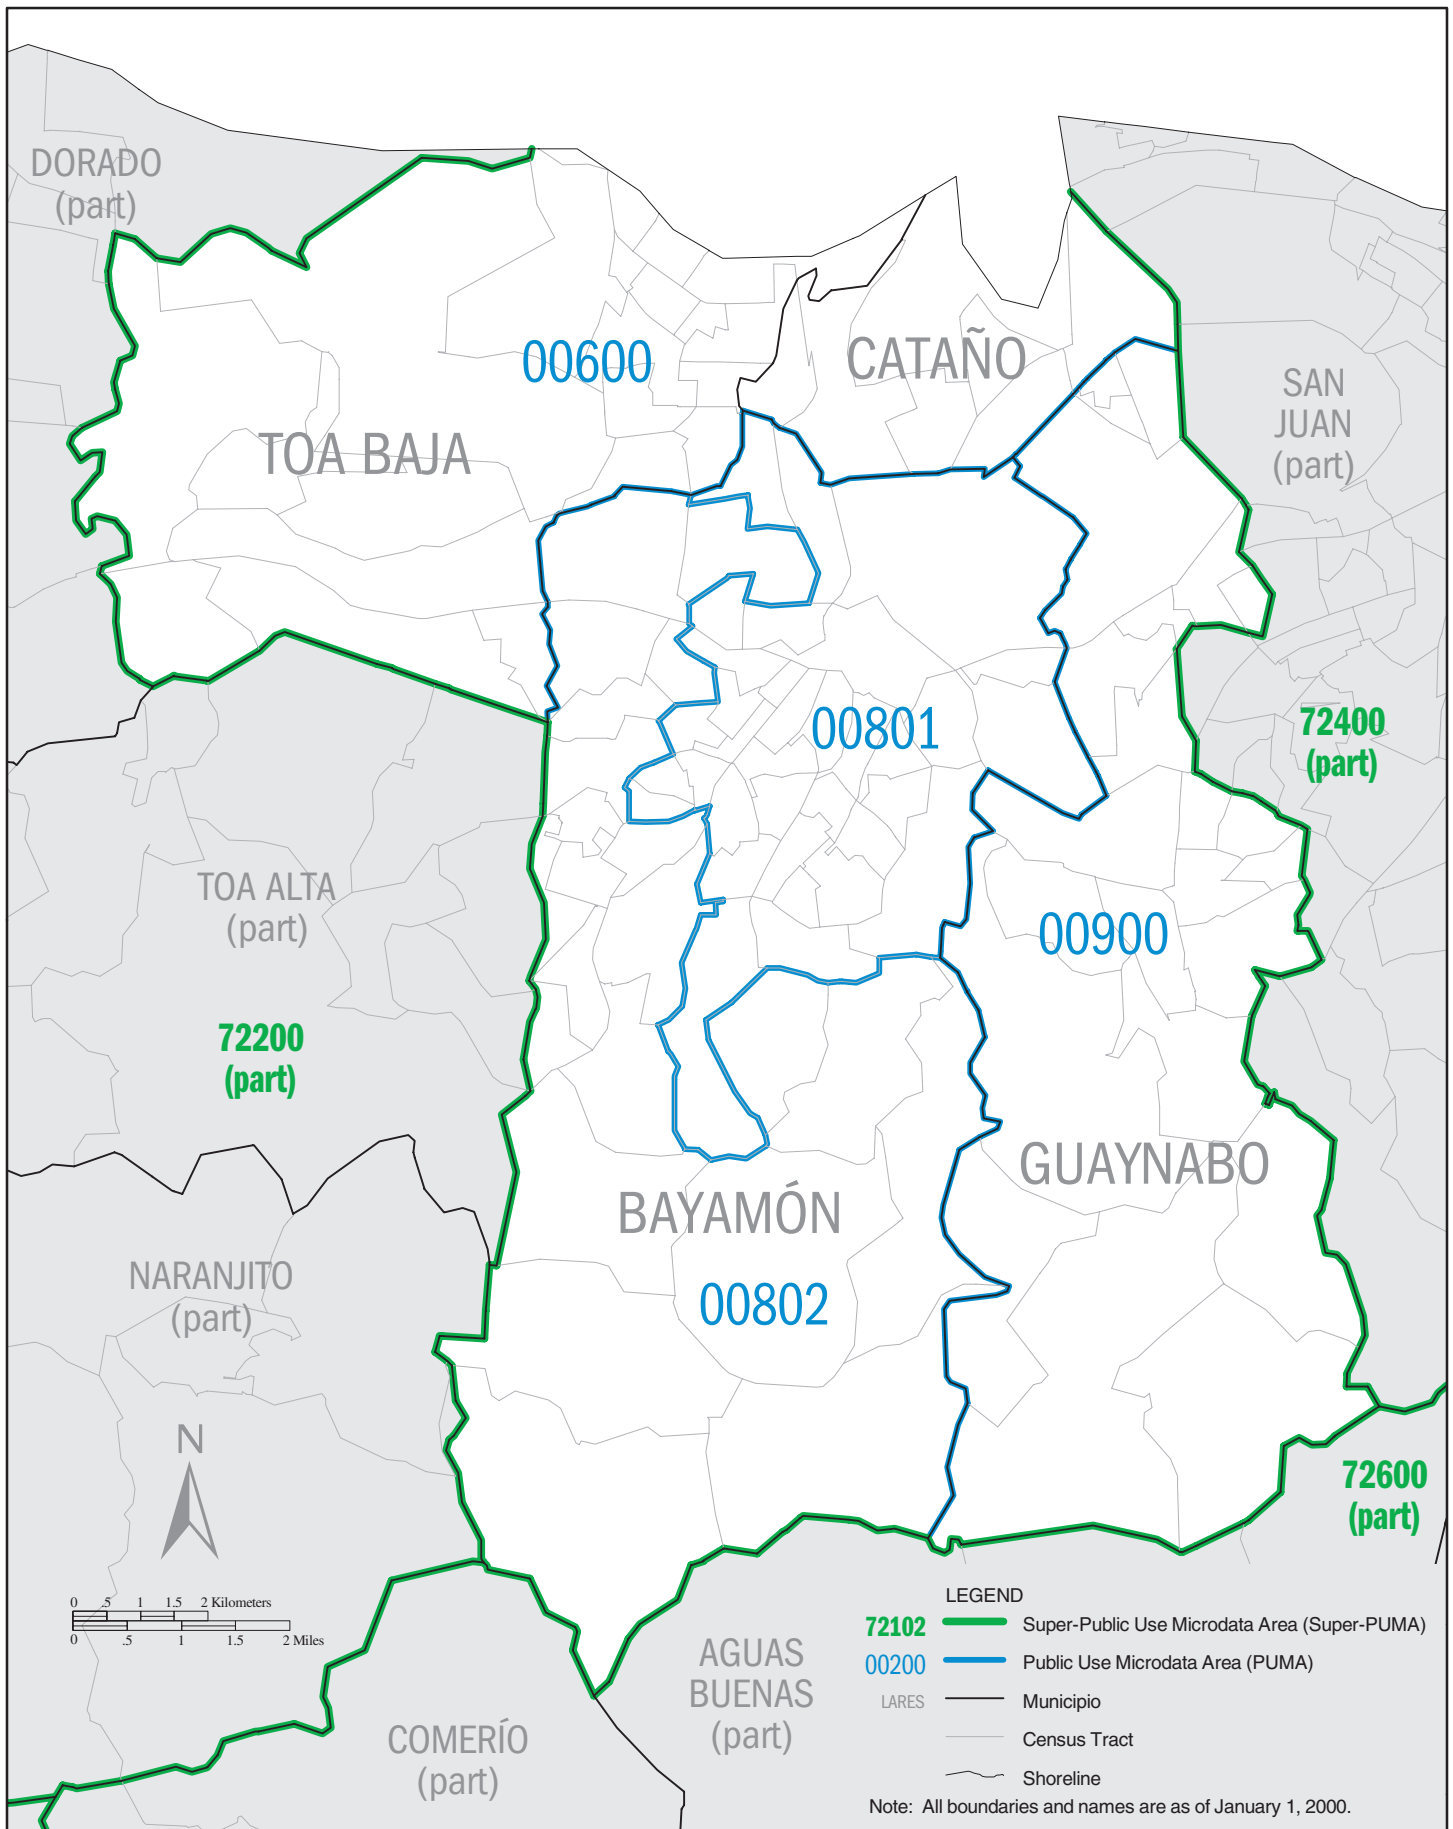 DORADO
(part)
00600
CATAÑO
SAN
JUAN
(part)
TOA BAJA
00801
72400
(part)
TOA ALTA
(part)
00900
72200
(part)
GUAYNABO
BAYAMÓN
NARANJITO
(part)
00802
N
72600
(part)
0 .5 1 1.5 2 Kilometers
0 .5 1 1.5 2 Miles
AGUAS
BUENAS
(part)
COMERÍO
(part)
LEGEND
72102 Super-Public Use Microdata Area (Super-PUMA)
00200 Public Use Microdata Area (PUMA)
LARES Municipio
Census Tract
Shoreline
Note: All boundaries and names are as of January 1, 2000.